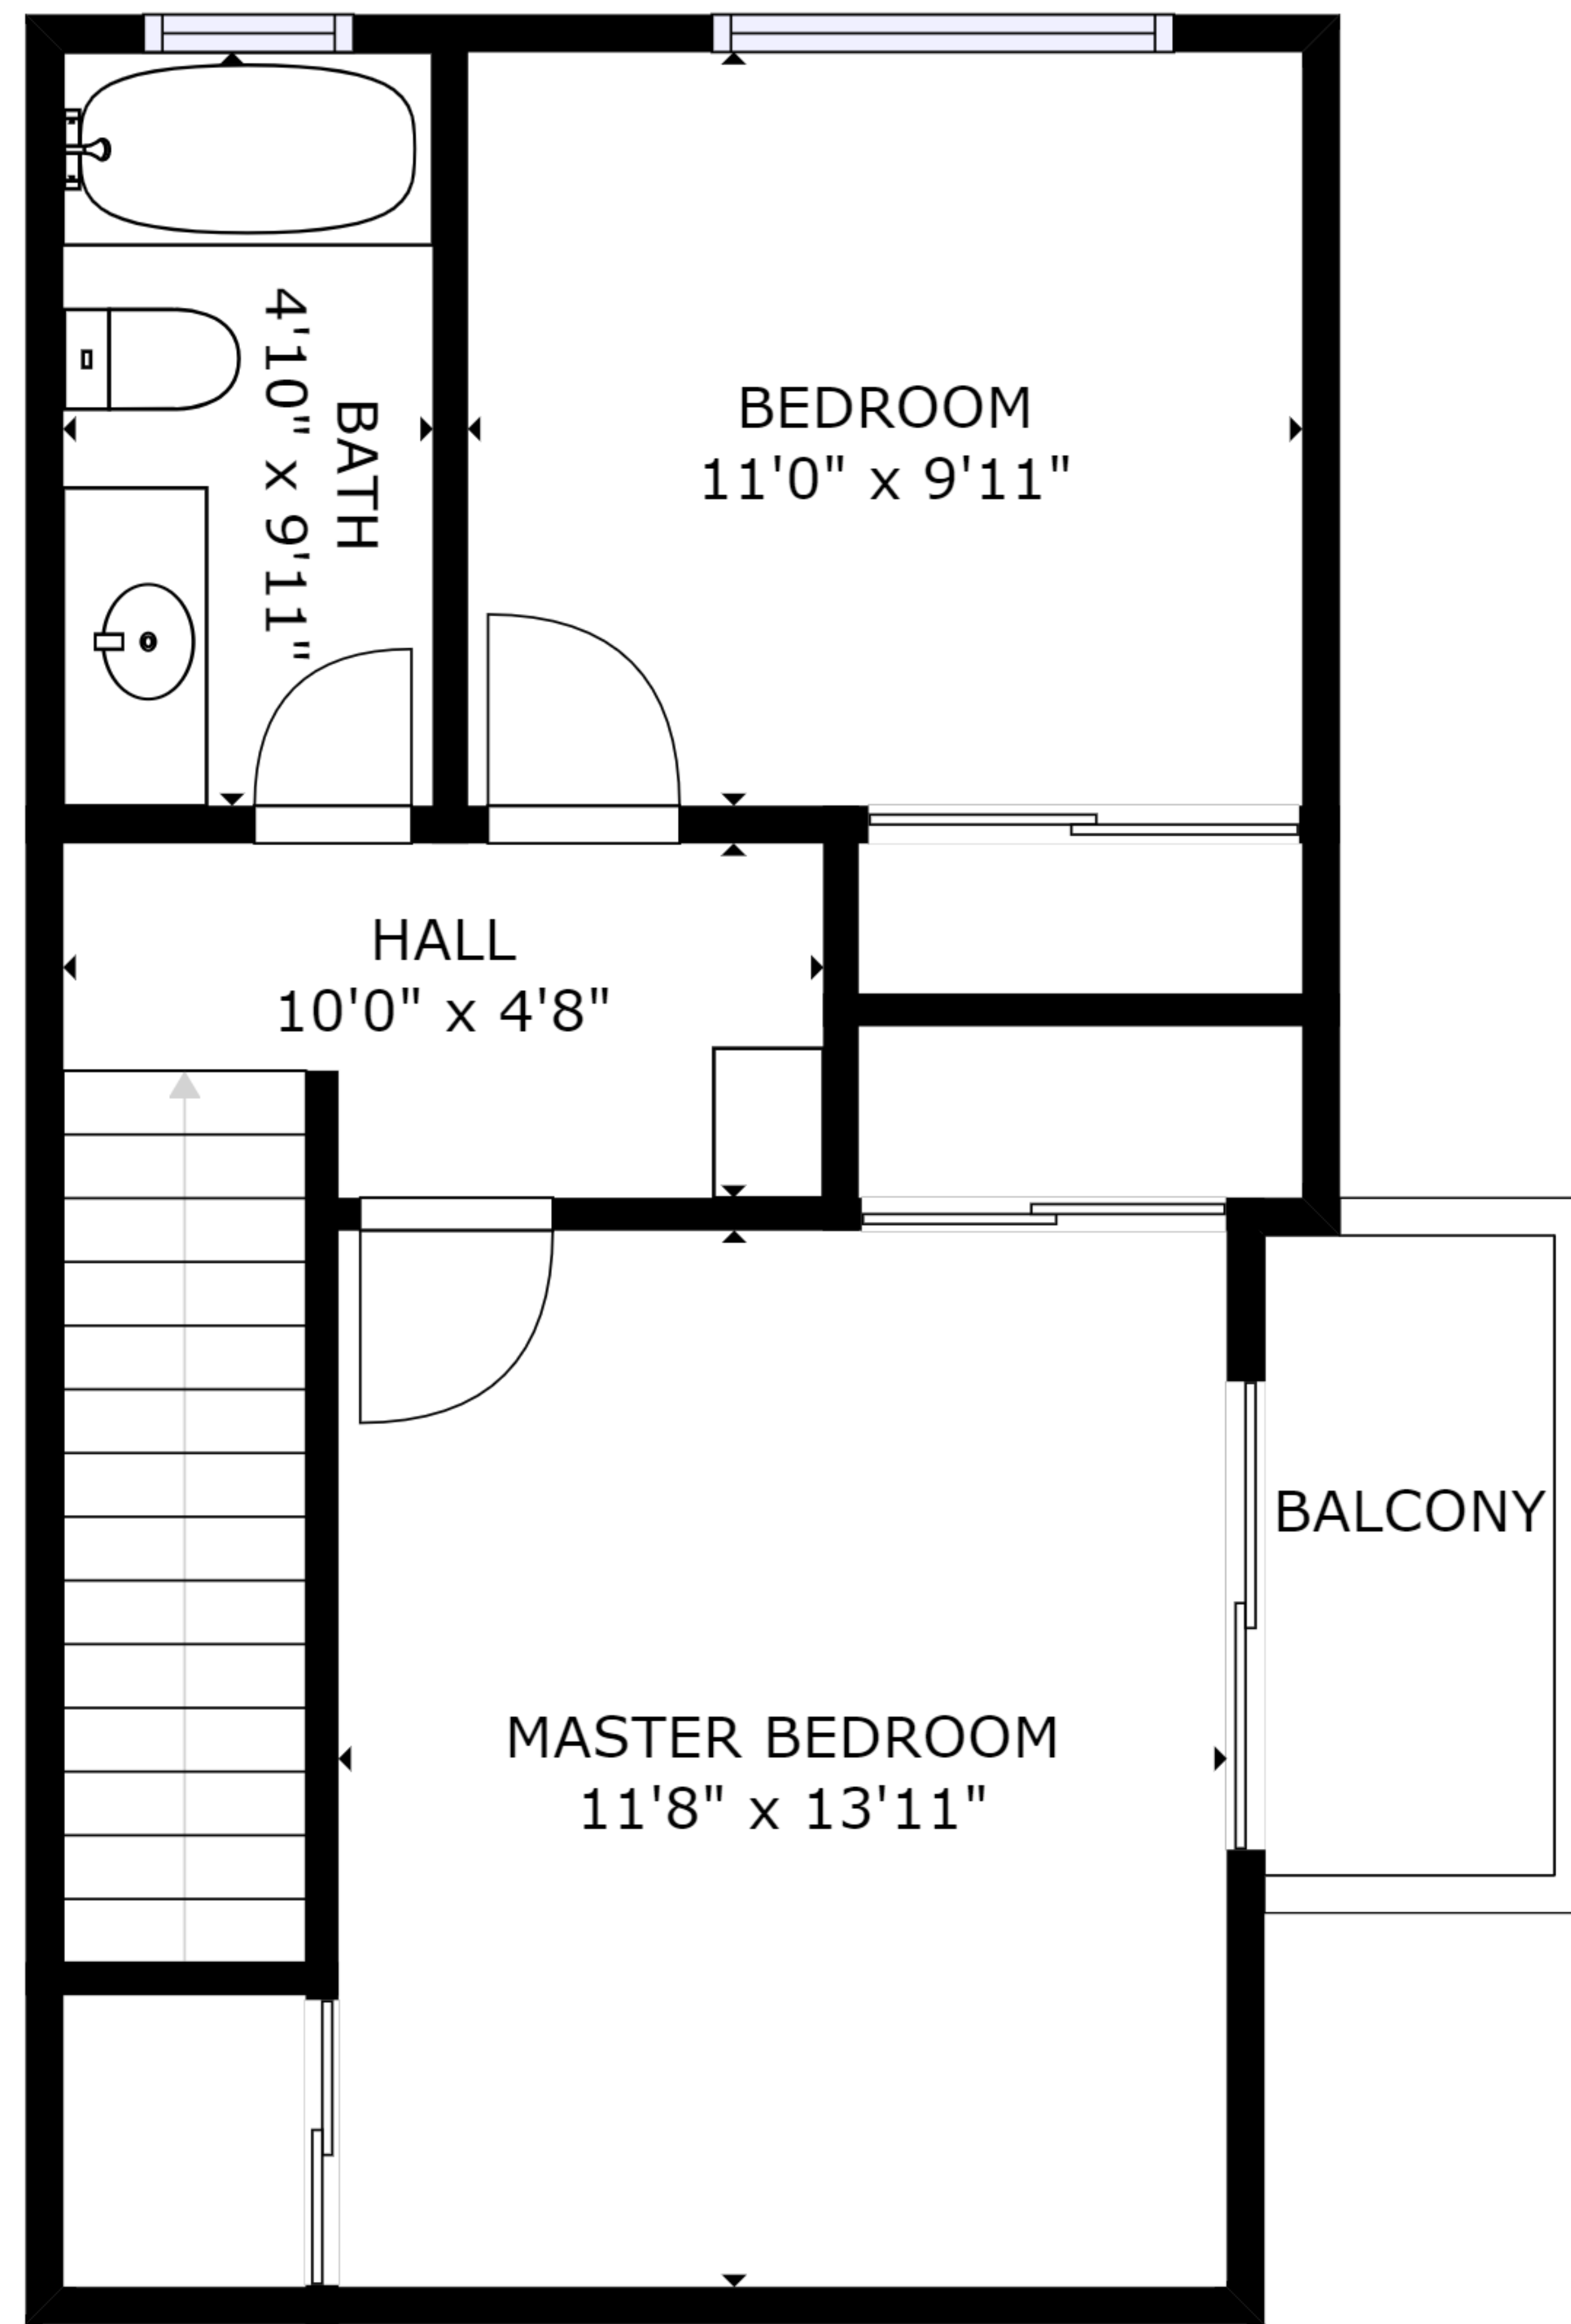 BATH
4'10" x 9'11"
BEDROOM
11'0" x 9'11"
HALL
10'0" x 4'8"
BALCONY
MASTER BEDROOM
11'8" x 13'11"